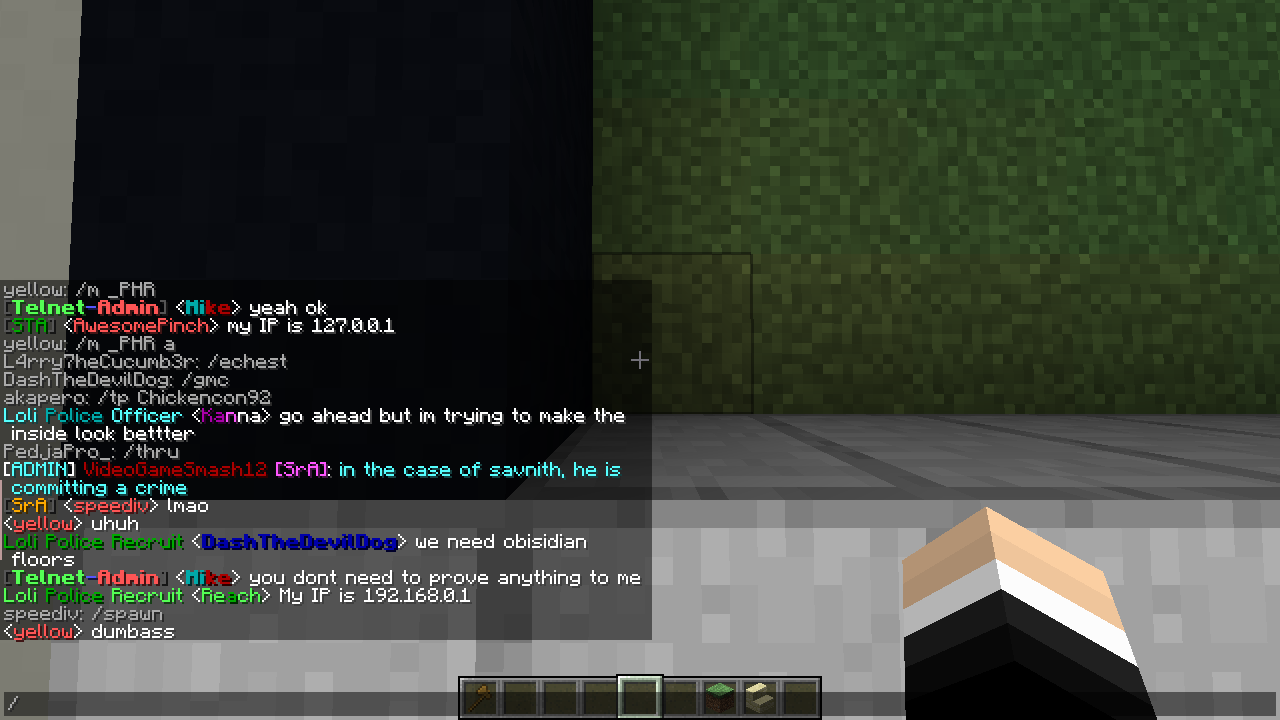 yellow: /m _PHR
[Telnet-Admin] <Mike> yeah ok
[STA] <AwesomePinch> my IP is 127.0.0.1
yellow: /m _PHR a
L4rry7heCucumb3r: /echest
DashTheDevilDog: /gmc
akapero: /tp Chickencon92
Loli Police Officer <Kanna> go ahead but im trying to make the
inside look bettter
PedjaPro_: /thru
[ADMIN] VideoGameSmash12 [SrA]: in the case of savnith, he is
committing a crime
[SrA] <speediv> lmao
<yellow> uhuh
Loli Police Recruit <DashTheDevilDog> we need obisidian
floors
[Telnet-Admin] <Mike> you dont need to prove anything to me
Loli Police Recruit <Reach> My IP is 192.168.0.1
speediv: /spawn
<yellow> dumbass
/